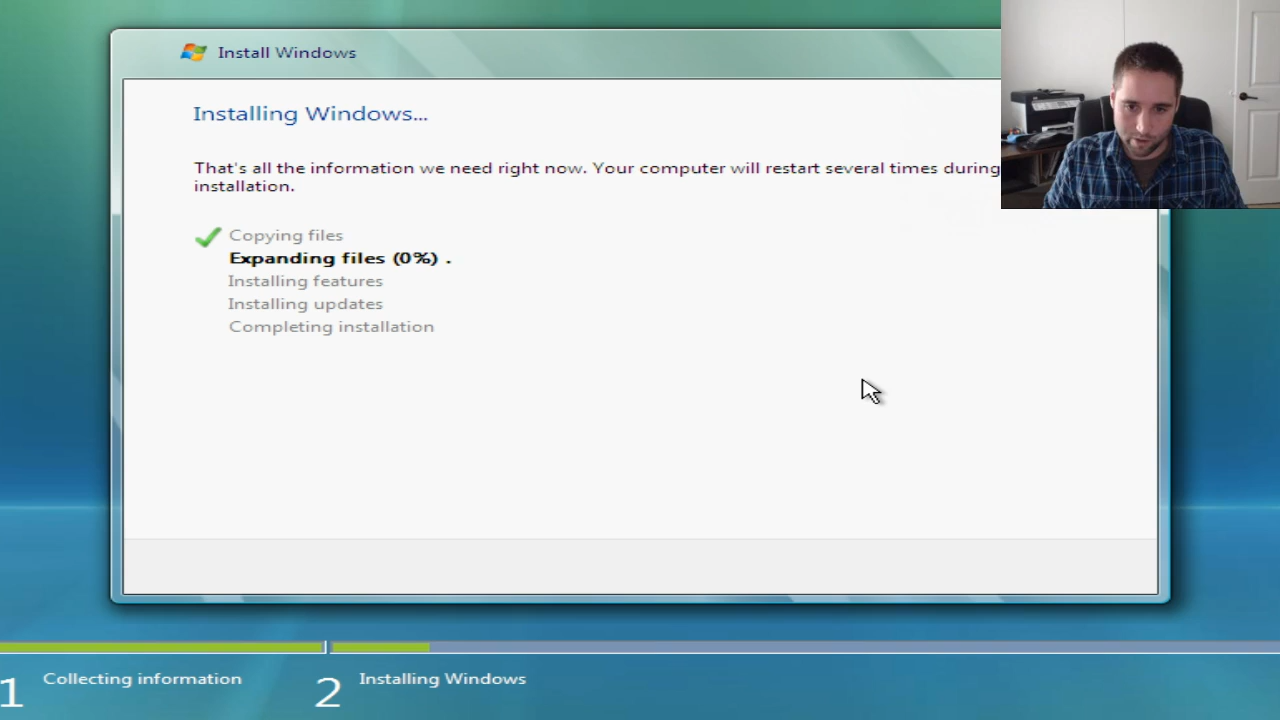 Install Windows
Installing Windows...
That's all the information we need right now. Your computer will restart several times during
installation.
Copying files
Expanding files (0%) .
Installing features
Installing updates
Completing installation
1 Collecting information
2 Installing Windows